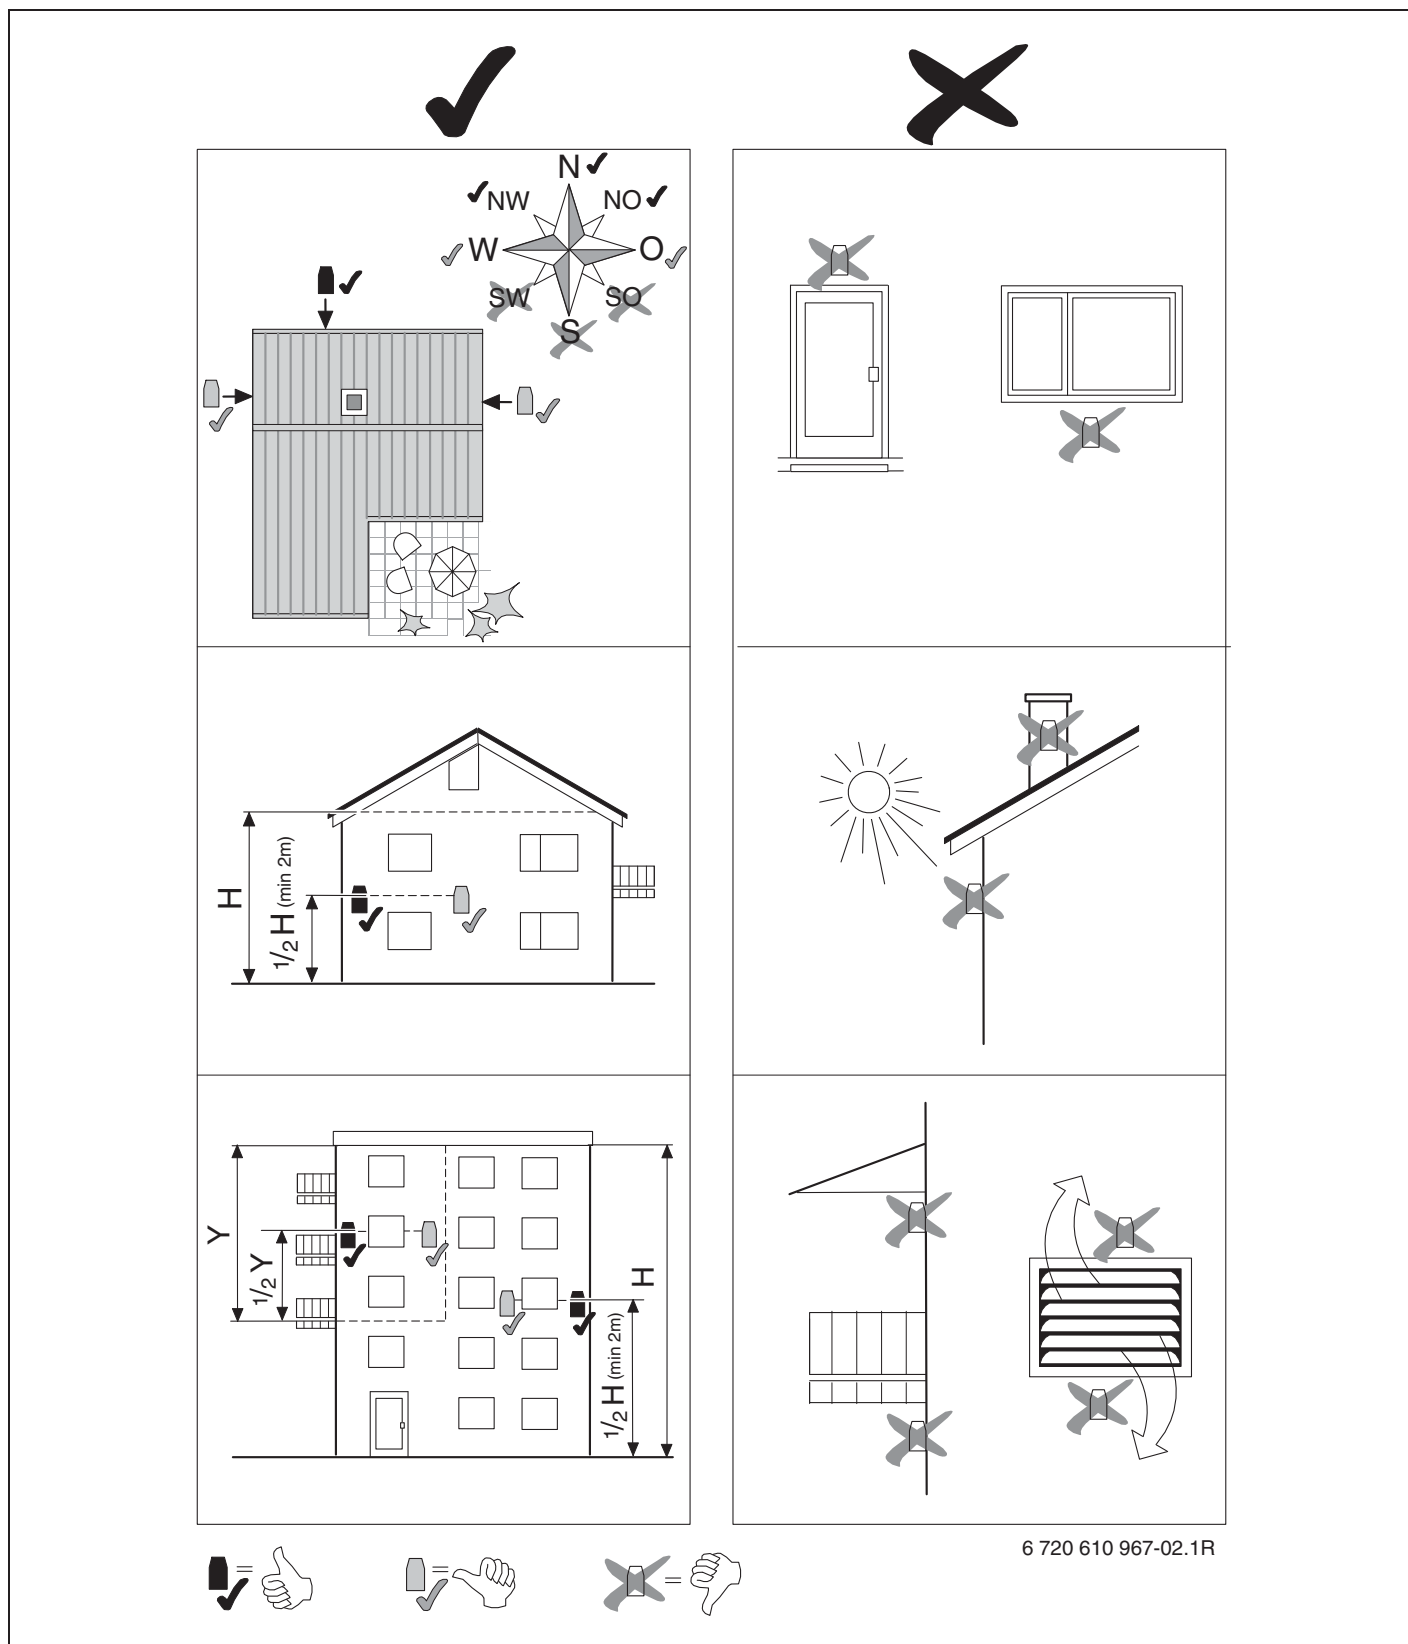 N
NW
NO
W
O
SW
SO
S
H
1/2 H (min 2m)
Y
1/2 Y
H
1/2 H (min 2m)
6 720 610 967-02.1R
=
=
=